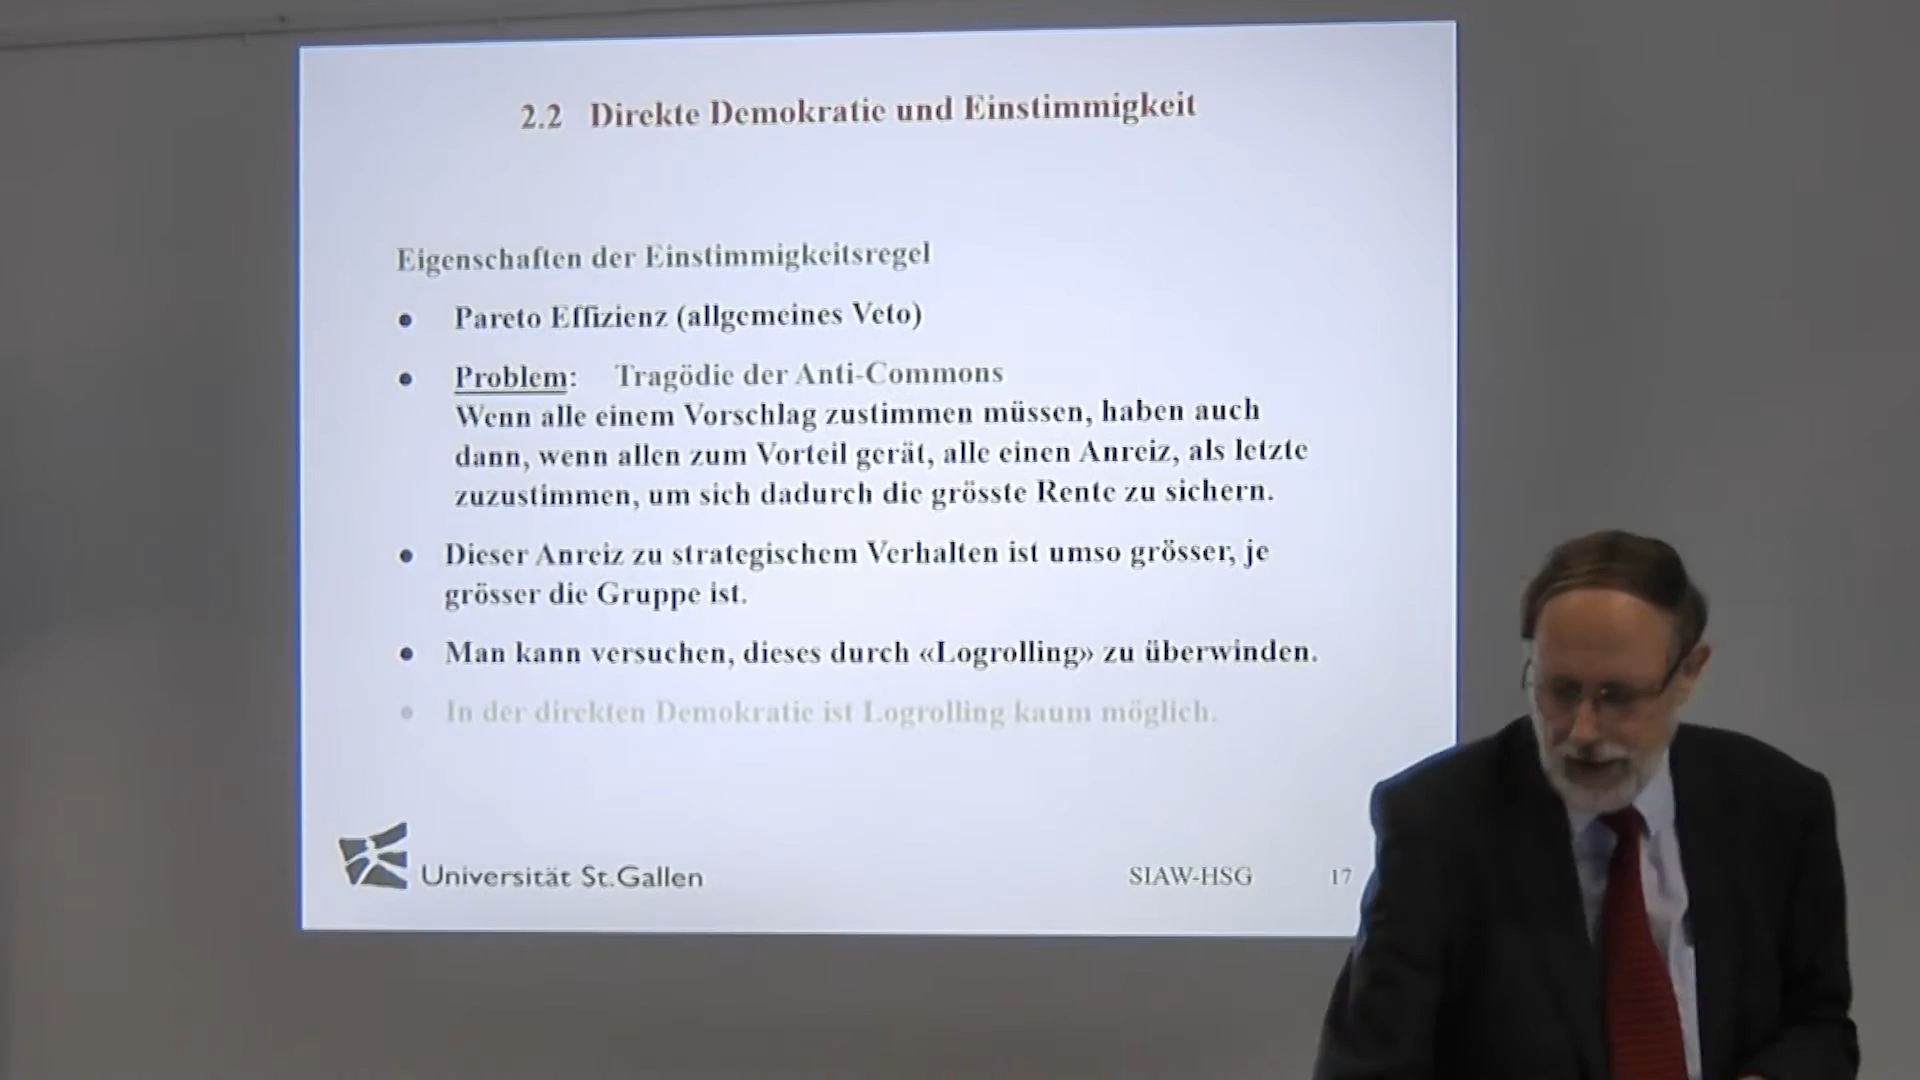 2.2 Direkte Demokratie und Einstimmigkeit
Eigenschaften der Einstimmigkeitsregel
• Pareto Effizienz (allgemeines Veto)
• Problem: Tragödie der Anti-Commons
Wenn alle einem Vorschlag zustimmen müssen, haben auch
dann, wenn allen zum Vorteil gerät, alle einen Anreiz, als letzte
zuzustimmen, um sich dadurch die grösste Rente zu sichern.
• Dieser Anreiz zu strategischem Verhalten ist umso grösser, je
grösser die Gruppe ist.
• Man kann versuchen, dieses durch «Logrolling» zu überwinden.
• In der direkten Demokratie ist Logrolling kaum möglich.
Universität St.Gallen
SIAW-HSG 17